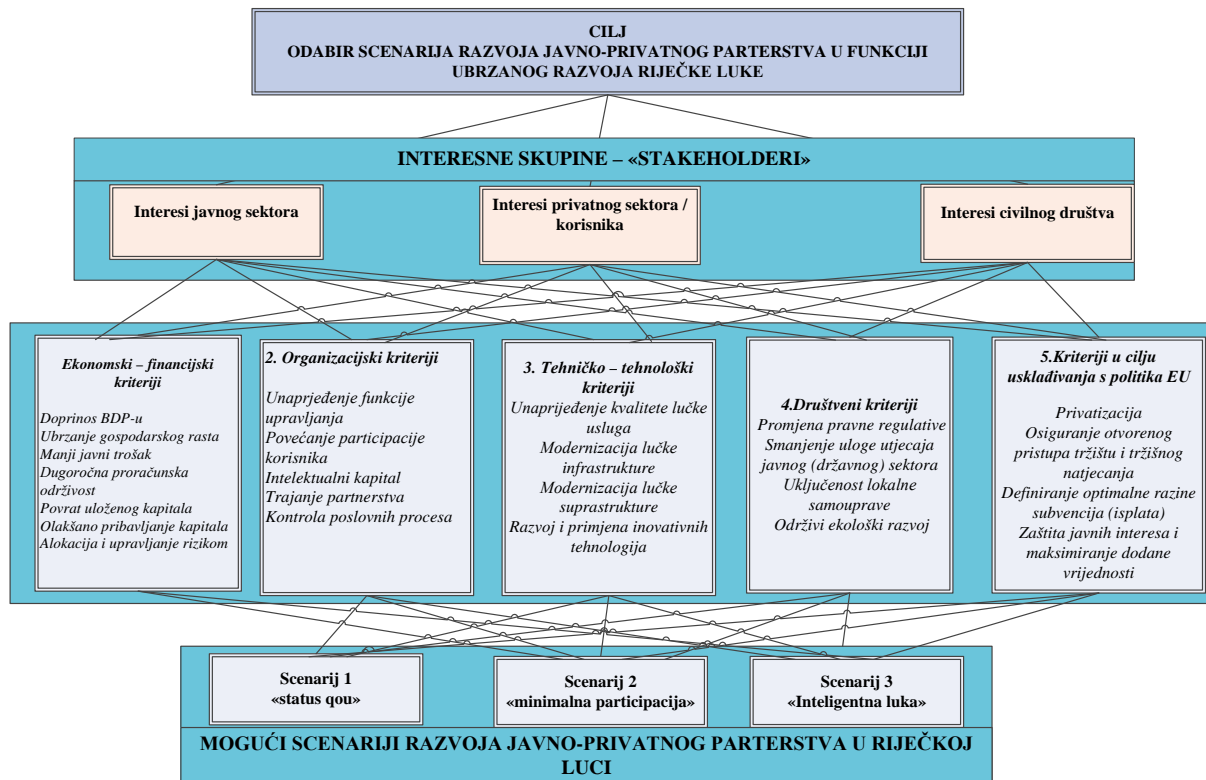 CILJ
ODABIR SCENARIJA RAZVOJA JAVNO-PRIVATNOG PARTERSTVA U FUNKCIJI
UBRZANOG RAZVOJA RIJEČKE LUKE
INTERESNE SKUPINE – «STAKEHOLDERI»
Interesi javnog sektora
Interesi privatnog sektora /
korisnika
Interesi civilnog društva
Ekonomski – financijski
kriteriji
Doprinos BDP-u
Ubrzanje gospodarskog rasta
Manji javni trošak
Dugoročna proračunska
održivost
Povrat uloženog kapitala
Olakšano pribavljanje kapitala
Alokacija i upravljanje rizikom
2. Organizacijski kriteriji
Unaprjeđenje funkcije
upravljanja
Povećanje participacije
korisnika
Intelektualni kapital
Trajanje partnerstva
Kontrola poslovnih procesa
3. Tehničko – tehnološki
kriteriji
Unaprijeđenje kvalitete lučke
usluga
Modernizacija lučke
infrastrukture
Modernizacija lučke
suprastrukture
Razvoj i primjena inovativnih
tehnologija
4.Društveni kriteriji
Promjena pravne regulative
Smanjenje uloge utjecaja
javnog (državnog) sektora
Uključenost lokalne
samouprave
Održivi ekološki razvoj
5.Kriteriji u cilju
usklađivanja s politika EU
Privatizacija
Osiguranje otvorenog
pristupa tržištu i tržišnog
natjecanja
Definiranje optimalne razine
subvencija (isplata)
Zaštita javnih interesa i
maksimiranje dodane
vrijednosti
Scenarij 1
«status qou»
Scenarij 2
«minimalna participacija»
Scenarij 3
«Inteligentna luka»
MOGUĆI SCENARIJI RAZVOJA JAVNO-PRIVATNOG PARTERSTVA U RIJEČKOJ
LUCI